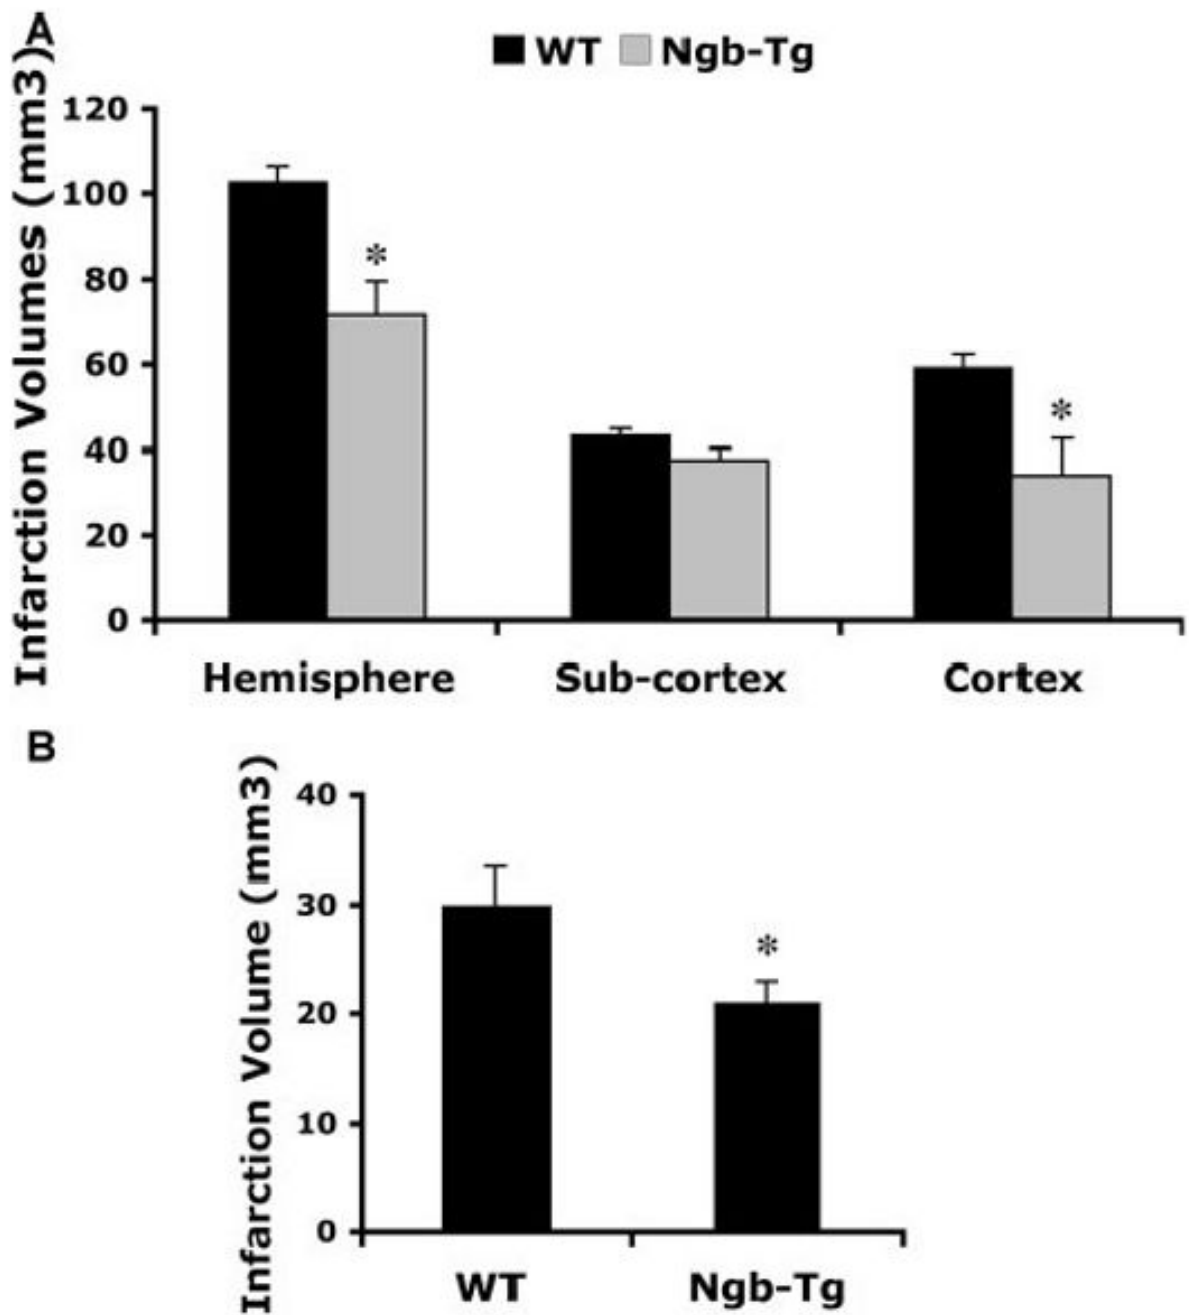 A
WT Ngb-Tg
Infarction Volumes (mm3)
120
100
80
60
40
20
0
*
*
Hemisphere Sub-cortex Cortex
B
Infarction Volume (mm3)
40
30
20
10
0
*
WT Ngb-Tg